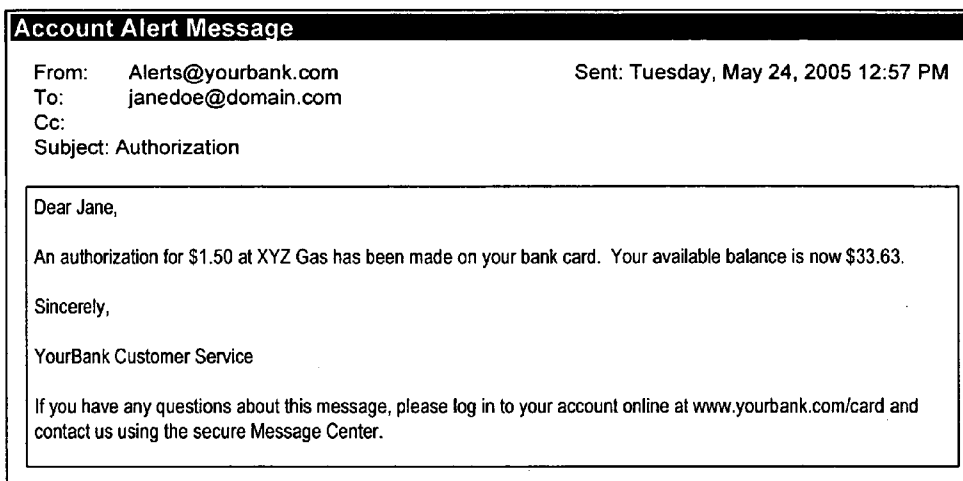 Account Alert Message
From: Alerts@yourbank.com Sent: Tuesday, May 24, 2005 12:57 PM
To: janedoe@domain.com
Cc:
Subject: Authorization
Dear Jane,
An authorization for $1.50 at XYZ Gas has been made on your bank card. Your available balance is now $33.63.
Sincerely,
YourBank Customer Service
If you have any questions about this message, please log in to your account online at www.yourbank.com/card and
contact us using the secure Message Center.